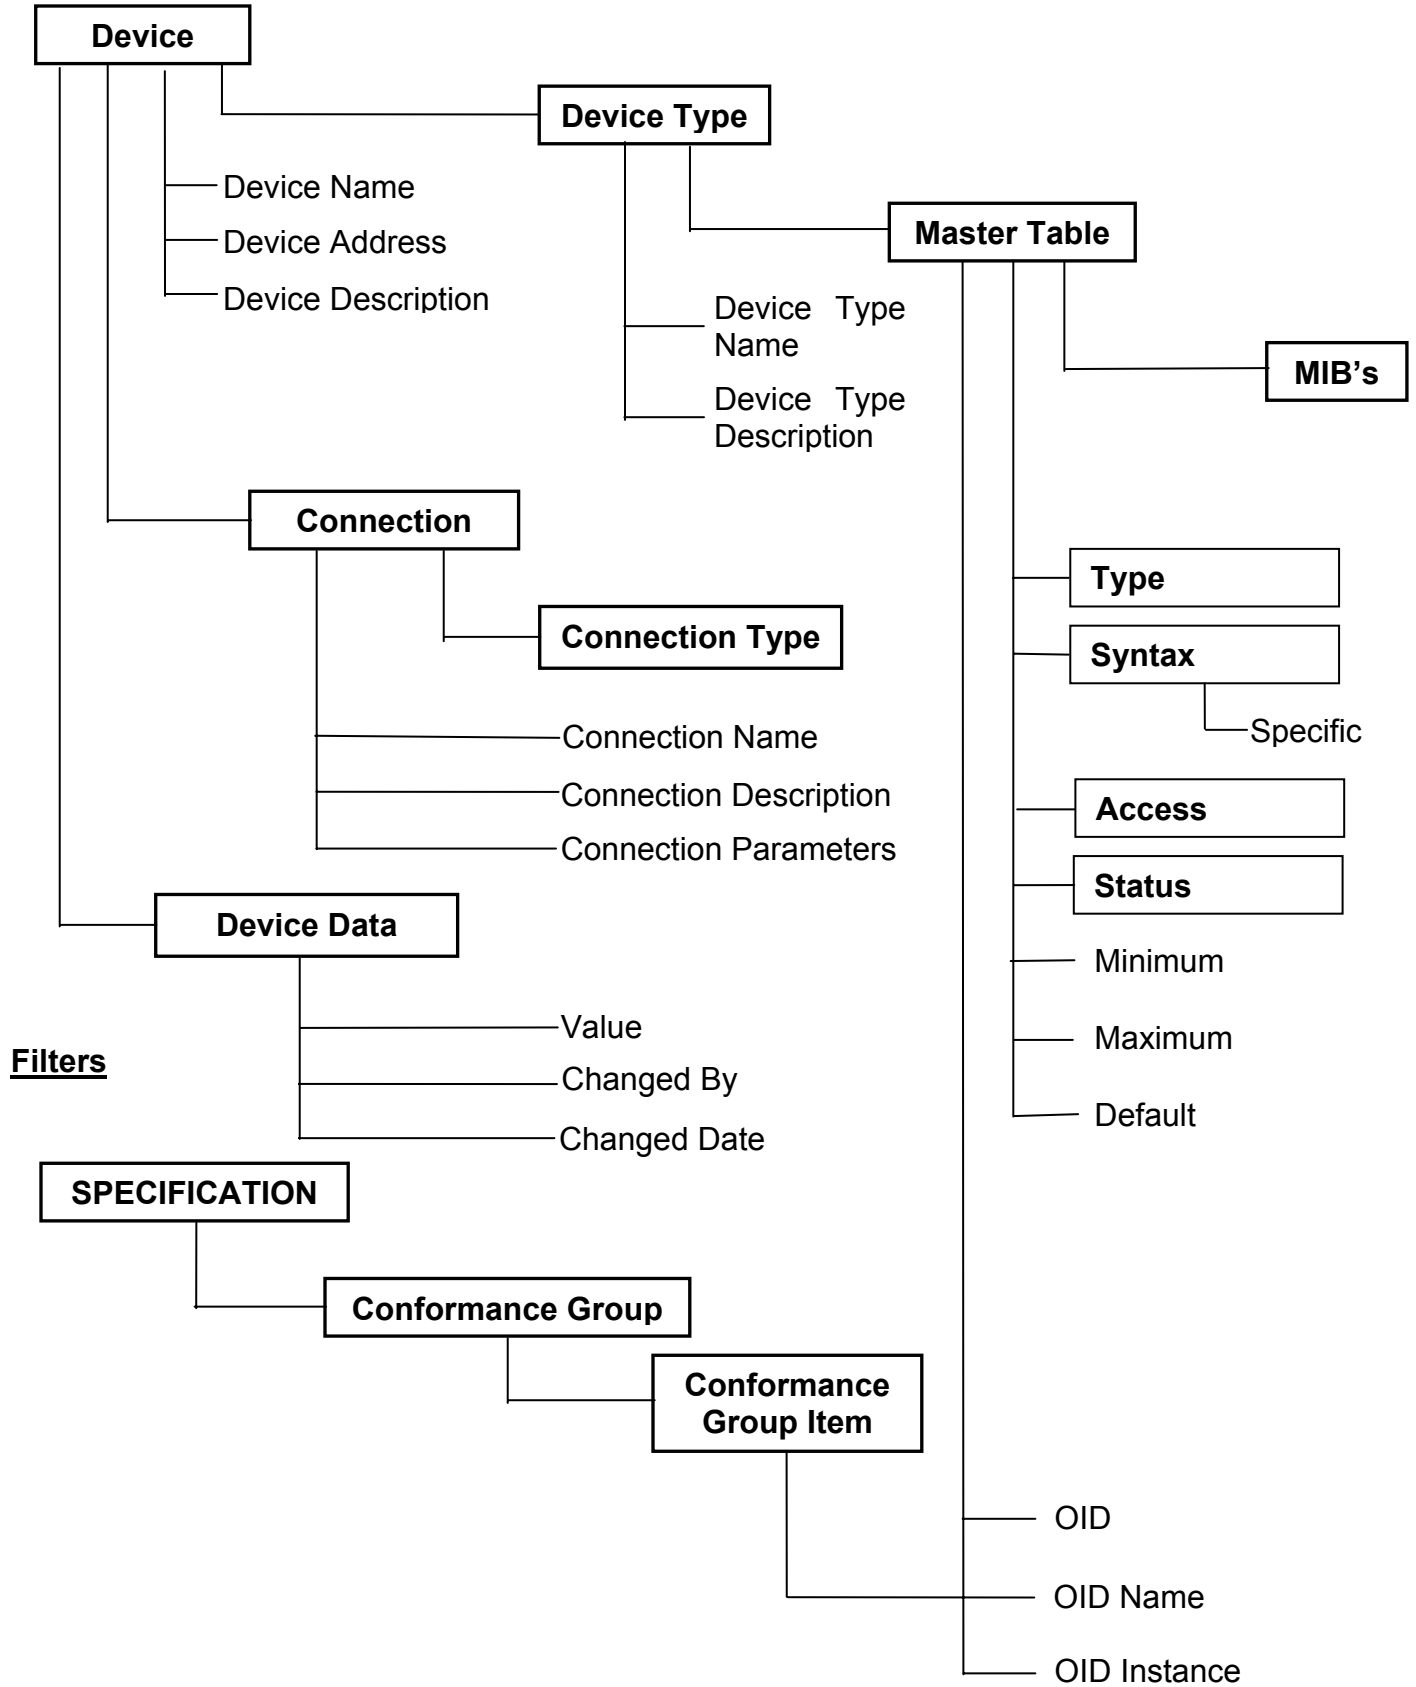 Device
Device Type
Device Name
Master Table
Device Address
Device Description
Device Type
Name
MIB's
Device Type
Description
Connection
Type
Connection Type
Syntax
Specific
Connection Name
Connection Description
Access
Connection Parameters
Status
Device Data
Minimum
Value
Maximum
Filters
Changed By
Default
Changed Date
SPECIFICATION
Conformance Group
Conformance
Group Item
OID
OID Name
OID Instance